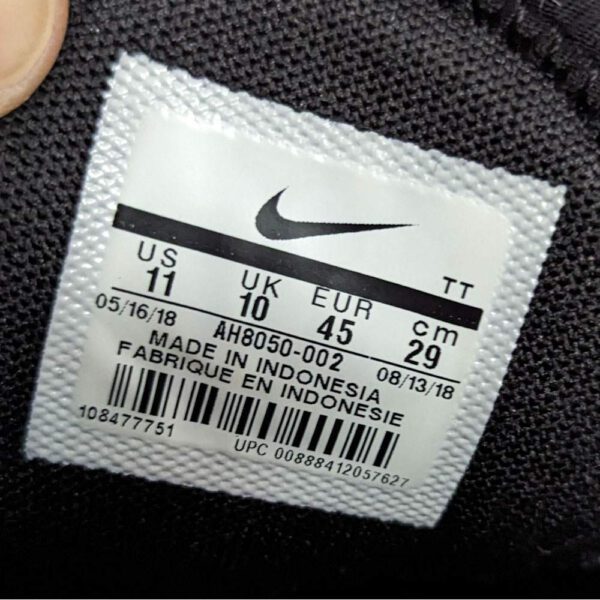 TT
US UK EUR cm
11 10 45 29
05/16/18 AH8050-002 08/13/18
MADE IN INDONESIA
FABRIQUE EN INDONESIE
108477751 UPC 00888412057627